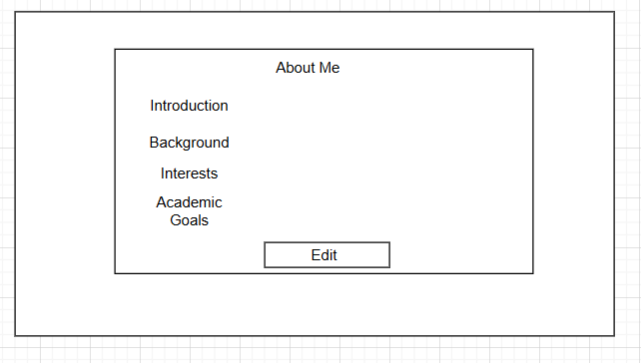 About Me
Introduction
Background
Interests
Academic
Goals
Edit